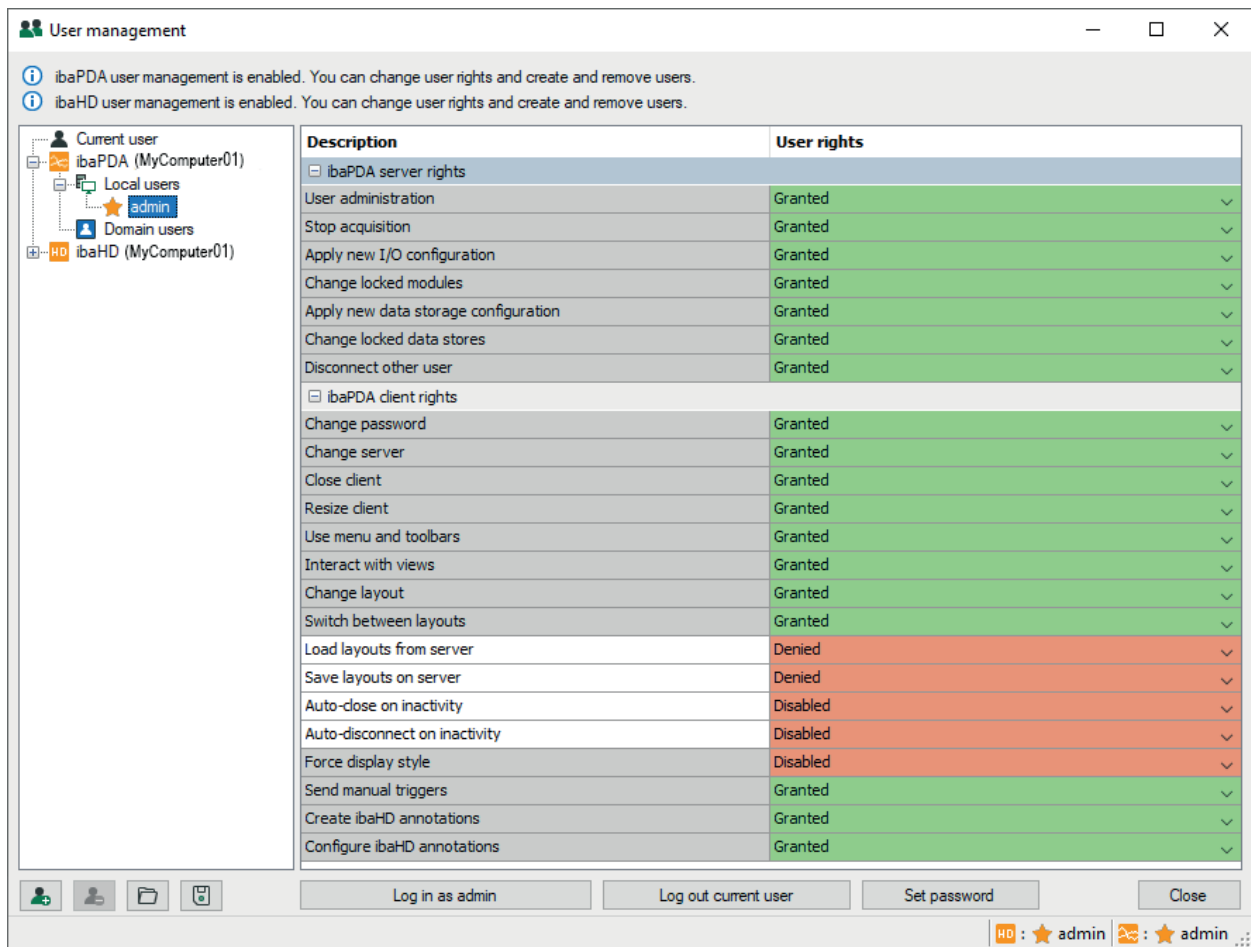 User management
ibaPDA user management is enabled. You can change user rights and create and remove users.
ibaHD user management is enabled. You can change user rights and create and remove users.
Current user
ibaPDA (MyComputer01)
Local users
admin
Domain users
HD ibaHD (MyComputer01)
Description User rights
ibaPDA server rights
User administration Granted
Stop acquisition Granted
Apply new I/O configuration Granted
Change locked modules Granted
Apply new data storage configuration Granted
Change locked data stores Granted
Disconnect other user Granted
ibaPDA client rights
Change password Granted
Change server Granted
Close client Granted
Resize client Granted
Use menu and toolbars Granted
Interact with views Granted
Change layout Granted
Switch between layouts Granted
Load layouts from server Denied
Save layouts on server Denied
Auto-close on inactivity Disabled
Auto-disconnect on inactivity Disabled
Force display style Disabled
Send manual triggers Granted
Create ibaHD annotations Granted
Configure ibaHD annotations Granted
Log in as admin Log out current user Set password Close
HD : admin : admin